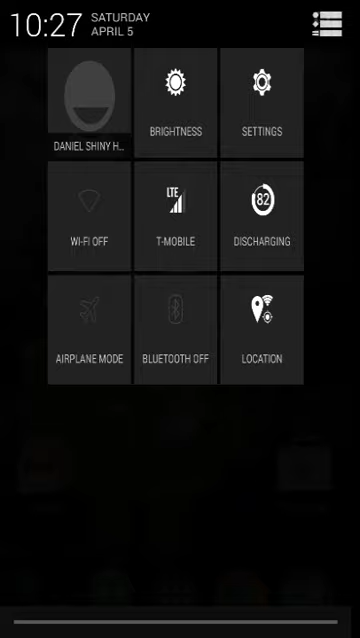 10:27
SATURDAY
APRIL 5
DANIEL SHINY H...
BRIGHTNESS
SETTINGS
WI-FI OFF
LTE
T-MOBILE
82
DISCHARGING
AIRPLANE MODE
BLUETOOTH OFF
LOCATION